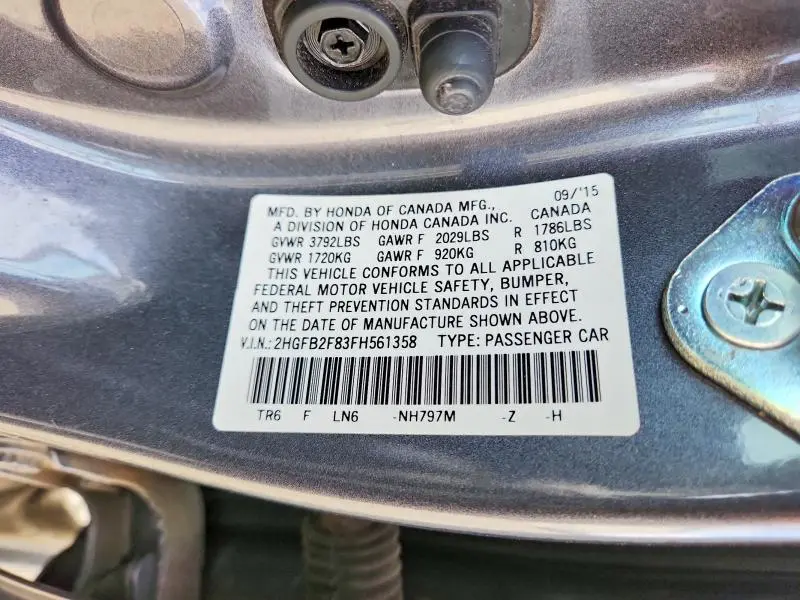 MFD. BY HONDA OF CANADA MFG., 09/'15
A DIVISION OF HONDA CANADA INC. CANADA
GVWR 3792LBS GAWR F 2029LBS R 1786LBS
GVWR 1720KG GAWR F 920KG R 810KG
THIS VEHICLE CONFORMS TO ALL APPLICABLE
FEDERAL MOTOR VEHICLE SAFETY, BUMPER,
AND THEFT PREVENTION STANDARDS IN EFFECT
ON THE DATE OF MANUFACTURE SHOWN ABOVE.
V.I.N.:2HGFB2F83FH561358 TYPE: PASSENGER CAR
TR6 F LN6 -NH797M -Z -H